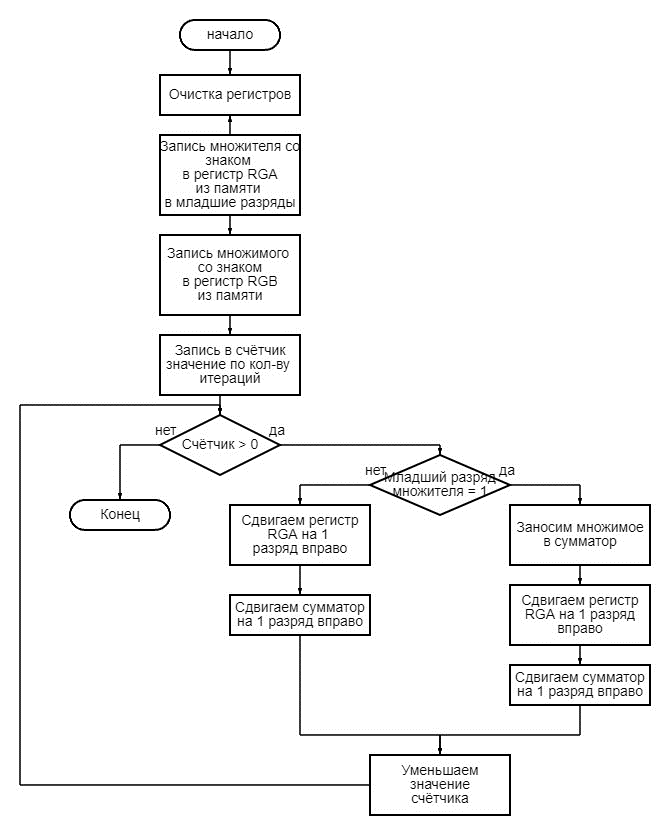 начало
Очистка регистров
Запись множителя со
знаком
в регистр RGA
из памяти
в младшие разряды
Запись множимого
со знаком
в регистр RGB
из памяти
Запись в счётчик
значение по кол-ву
итераций
нет
Счётчик > 0
да
Конец
нет
Младший разряд
множителя = 1
да
Сдвигаем регистр
RGA на 1
разряд вправо
Сдвигаем сумматор
на 1 разряд вправо
Заносим множимое
в сумматор
Сдвигаем регистр
RGA на 1 разряд
вправо
Сдвигаем сумматор
на 1 разряд вправо
Уменьшаем
значение
счётчика